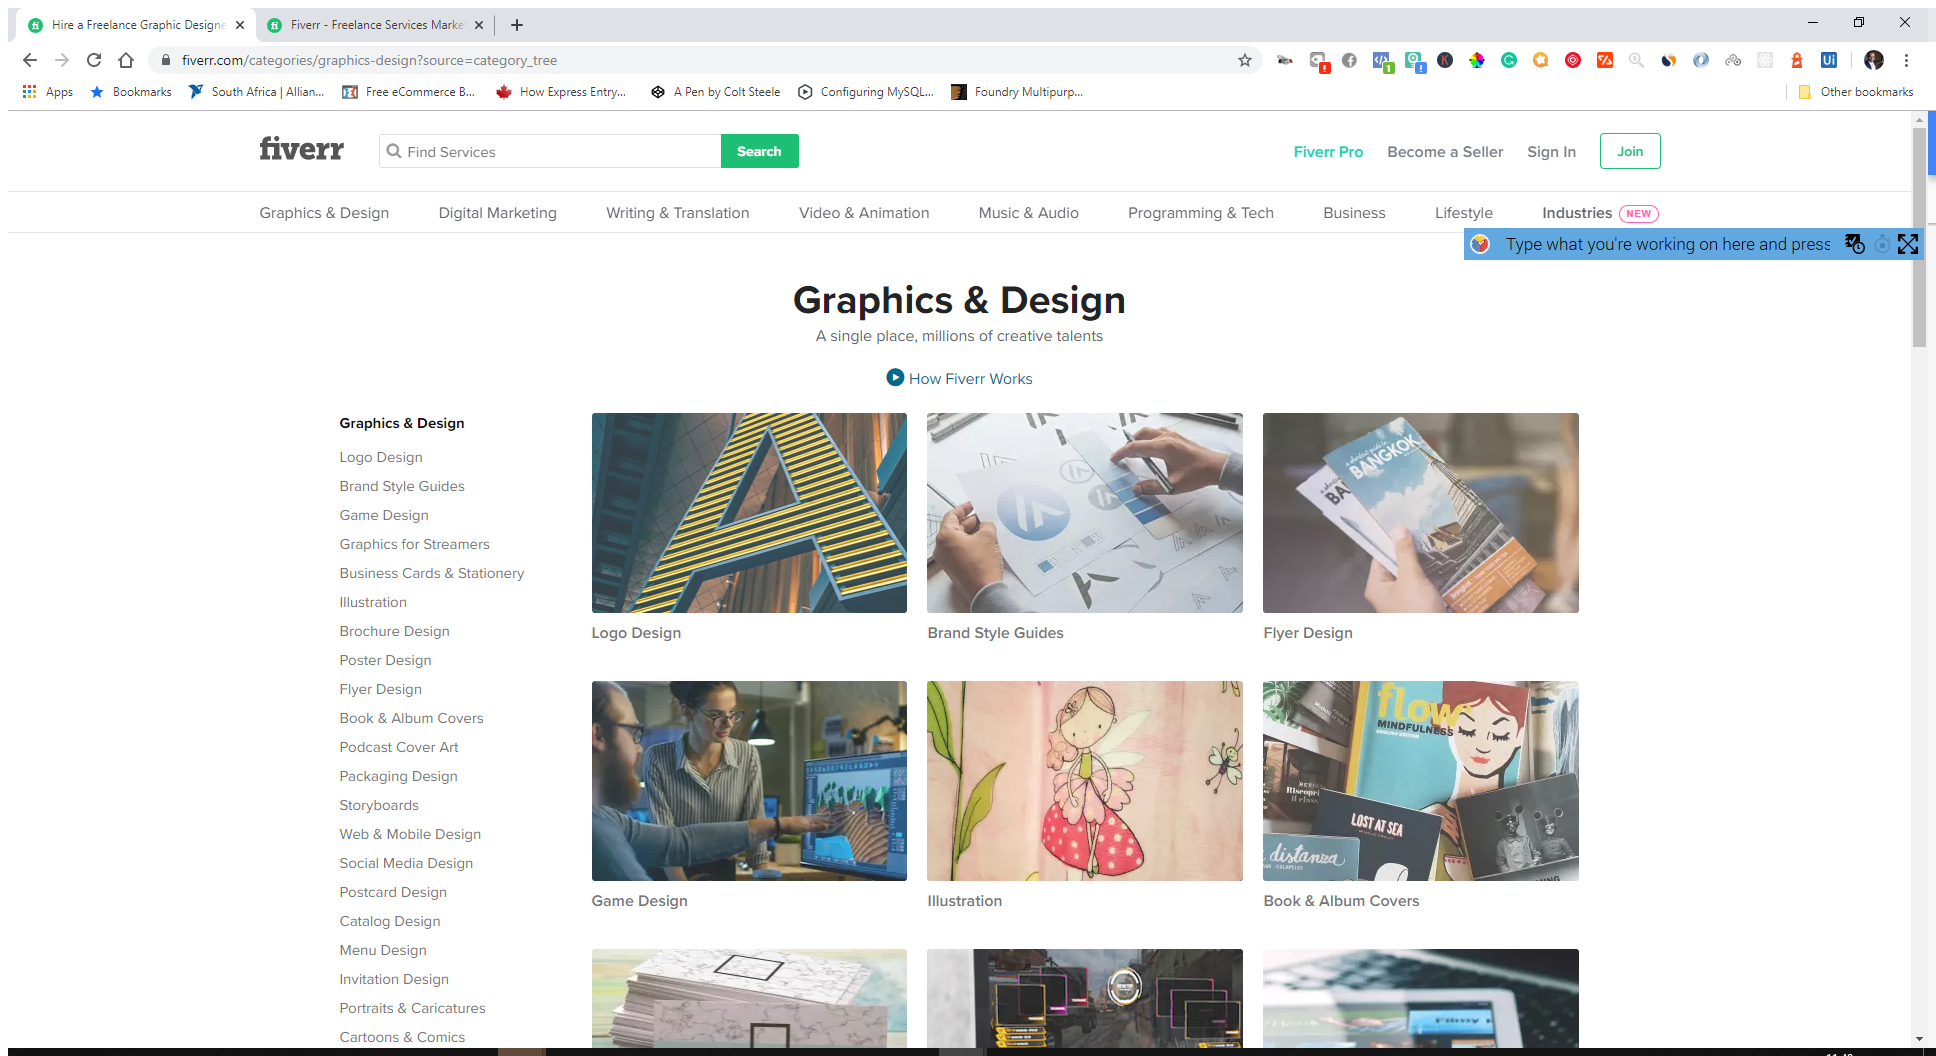 Hire a Freelance Graphic Designe
Fiverr - Freelance Services Marke
fiverr.com/categories/graphics-design?source=category_tree
Apps
Bookmarks
South Africa | Allian...
Free eCommerce B...
How Express Entry...
A Pen by Colt Steele
Configuring MySQL...
Foundry Multipurp...
Other bookmarks
fiverr
Find Services
Search
Fiverr Pro
Become a Seller
Sign In
Join
Graphics & Design
Digital Marketing
Writing & Translation
Video & Animation
Music & Audio
Programming & Tech
Business
Lifestyle
Industries NEW
Type what you're working on here and press
Graphics & Design
A single place, millions of creative talents
How Fiverr Works
Graphics & Design
Logo Design
Brand Style Guides
Game Design
Graphics for Streamers
Business Cards & Stationery
Illustration
Brochure Design
Poster Design
Flyer Design
Book & Album Covers
Podcast Cover Art
Packaging Design
Storyboards
Web & Mobile Design
Social Media Design
Postcard Design
Catalog Design
Menu Design
Invitation Design
Portraits & Caricatures
Cartoons & Comics
Logo Design
Brand Style Guides
BANGKOK
Flyer Design
Game Design
Illustration
flow
MINDFULNESS
LOST AT SEA
distanza
Book & Album Covers